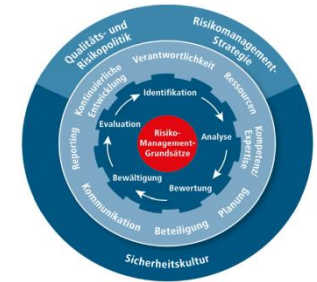 Qualitäts- und
Risikopolitik
Risikomanagement-
Strategie
Kontinuierliche
Entwicklung
Verantwortlichkeit
Ressourcen
Kompetenz/
Expertise
Planung
Beteiligung
Kommunikation
Reporting
Identifikation
Analyse
Bewertung
Bewältigung
Evaluation
Risiko-
Management-
Grundsätze
Sicherheitskultur